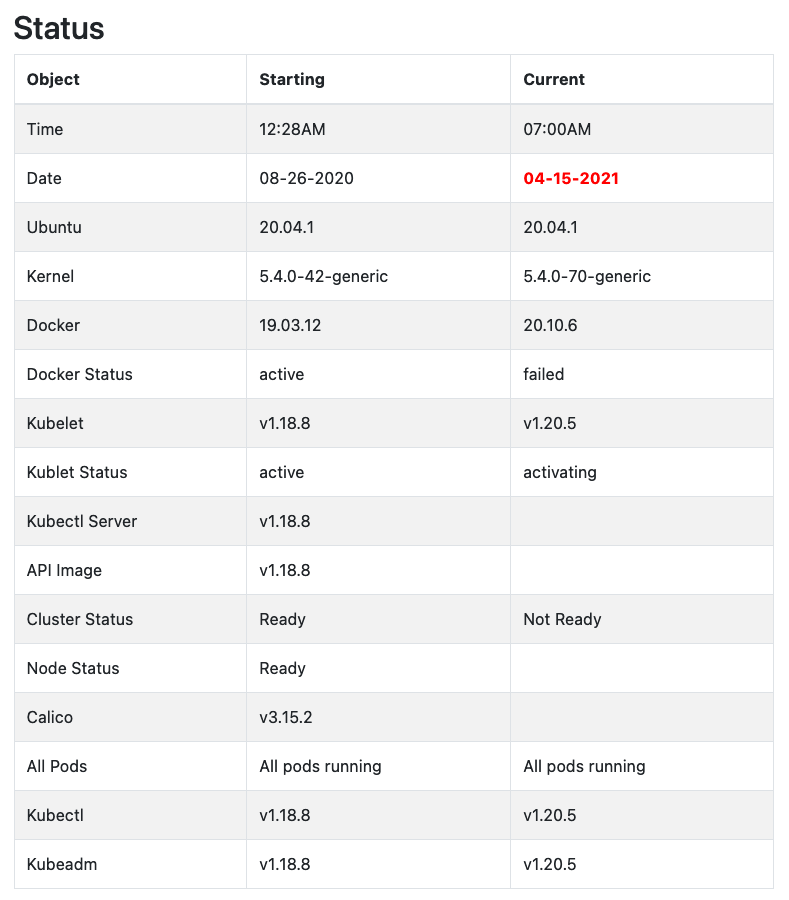 Status
Object Starting Current
Time 12:28AM 07:00AM
Date 08-26-2020 04-15-2021
Ubuntu 20.04.1 20.04.1
Kernel 5.4.0-42-generic 5.4.0-70-generic
Docker 19.03.12 20.10.6
Docker Status active failed
Kubelet v1.18.8 v1.20.5
Kublet Status active activating
Kubectl Server v1.18.8
API Image v1.18.8
Cluster Status Ready Not Ready
Node Status Ready
Calico v3.15.2
All Pods All pods running All pods running
Kubectl v1.18.8 v1.20.5
Kubeadm v1.18.8 v1.20.5